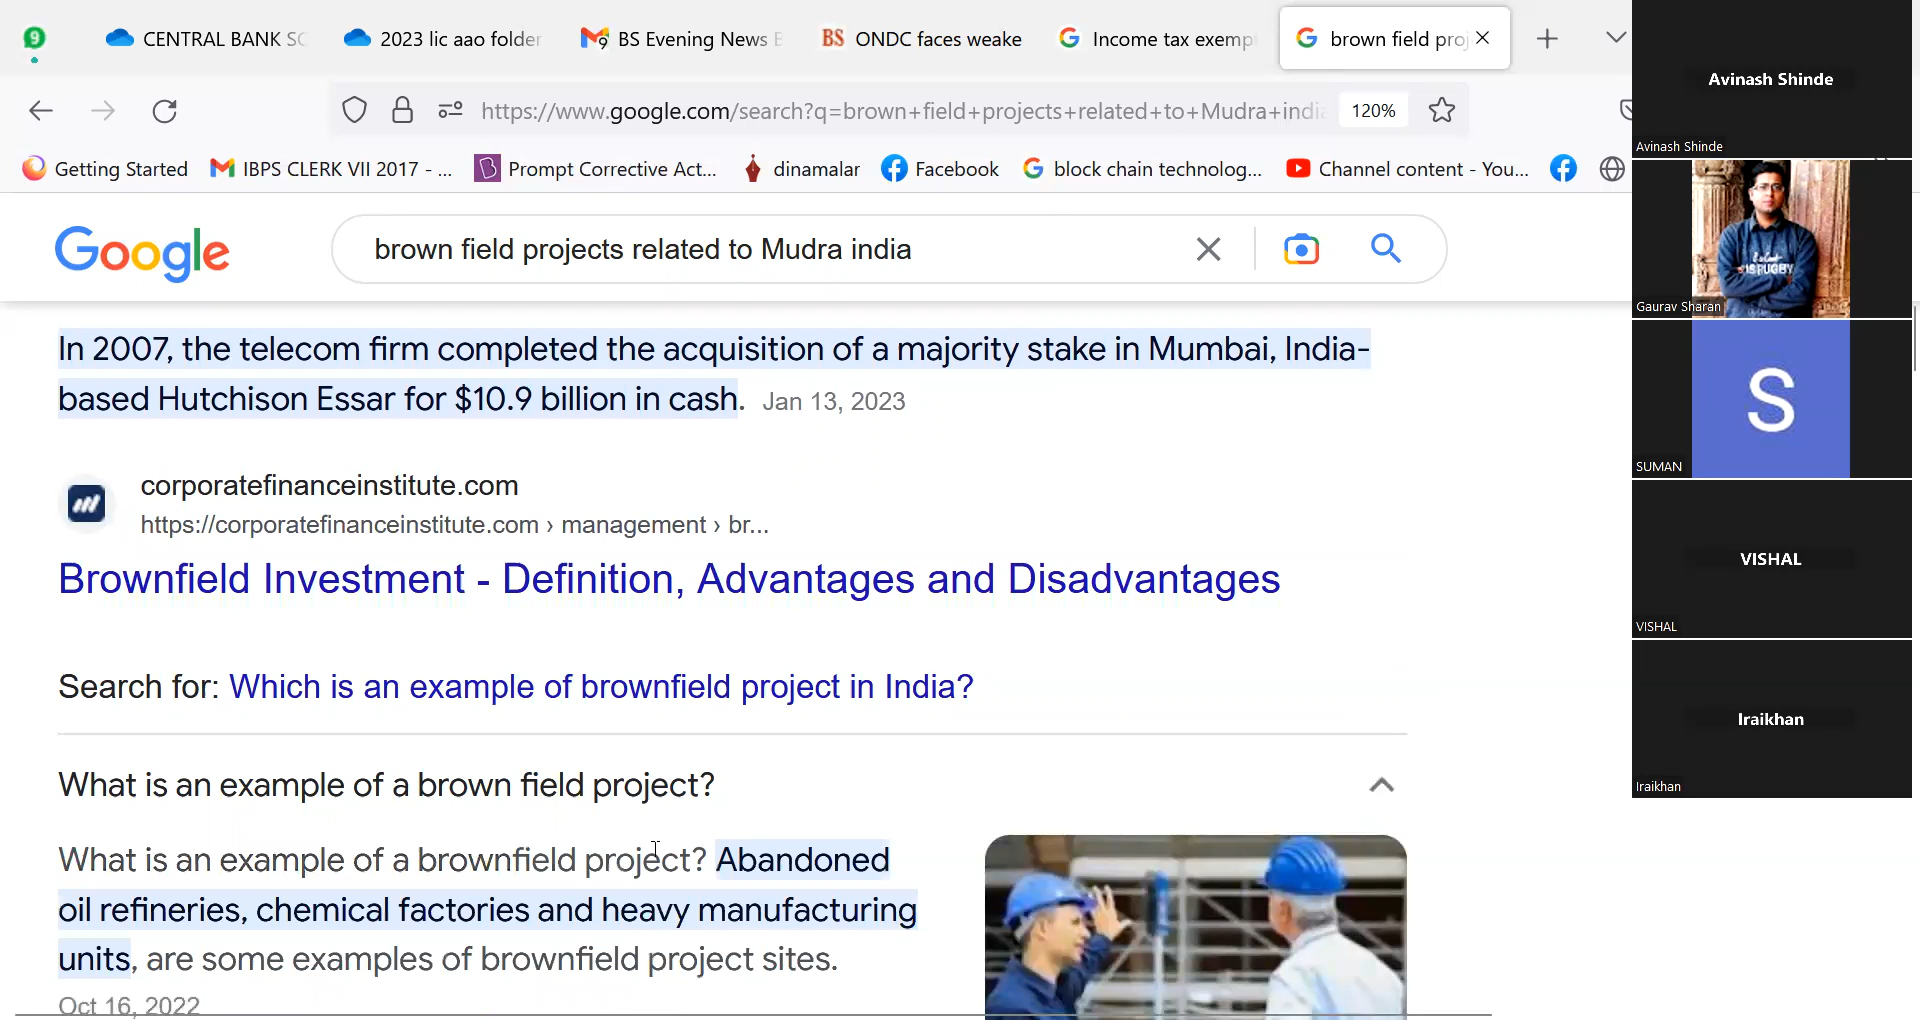 9
CENTRAL BANK SC
2023 lic aao folder
9
BS Evening News B
BS ONDC faces weake
Income tax exemp
brown field proj
https://www.google.com/search?q=brown+field+projects+related+to+Mudra+india
120%
Getting Started
IBPS CLERK VII 2017 - ...
Prompt Corrective Act...
dinamalar
Facebook
block chain technolog...
Channel content - You...
Google
brown field projects related to Mudra india
In 2007, the telecom firm completed the acquisition of a majority stake in Mumbai, India-
based Hutchison Essar for $10.9 billion in cash. Jan 13, 2023
corporatefinanceinstitute.com
https://corporatefinanceinstitute.com › management › br...
Brownfield Investment - Definition, Advantages and Disadvantages
Search for: Which is an example of brownfield project in India?
What is an example of a brown field project?
What is an example of a brownfield project? Abandoned
oil refineries, chemical factories and heavy manufacturing
units, are some examples of brownfield project sites.
Oct 16, 2022
Avinash Shinde
Avinash Shinde
Gaurav Sharan
S
SUMAN
VISHAL
VISHAL
Iraikhan
Iraikhan